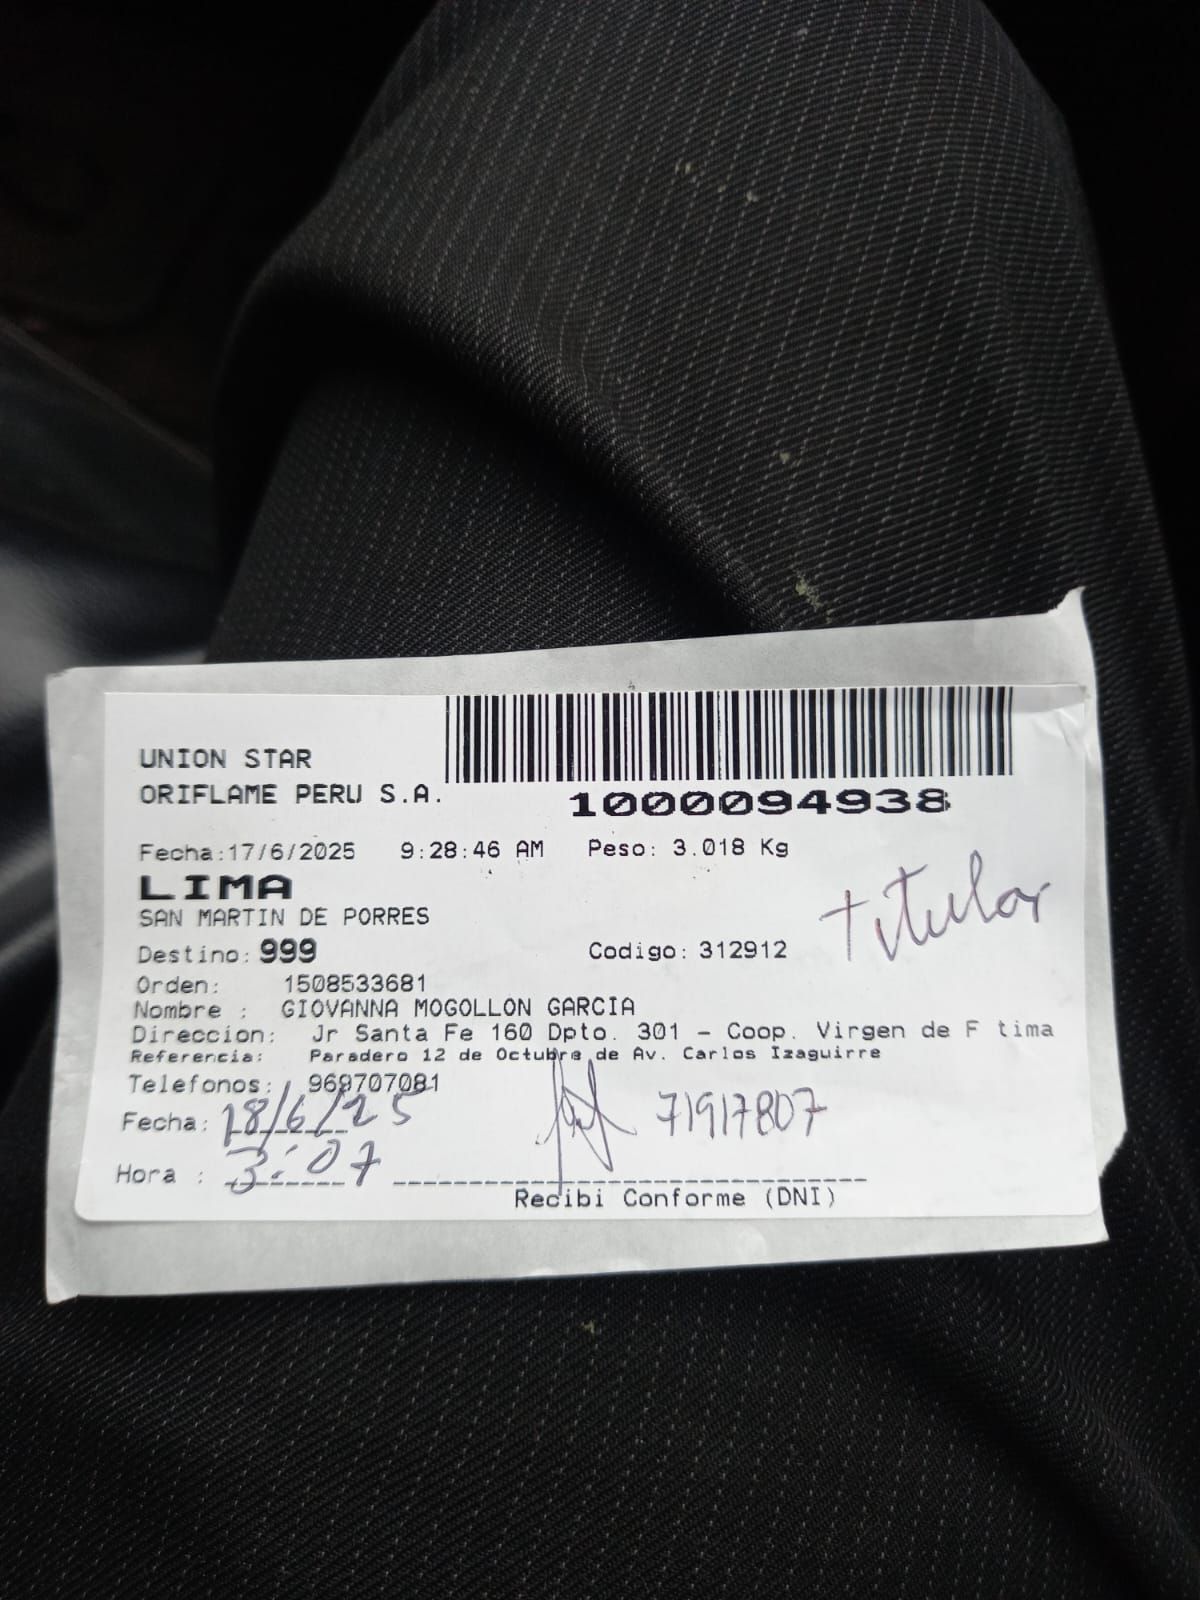 UNION STAR
ORIFLAME PERU S.A.
1000094938
Fecha:17/6/2025 9:28:46 AM Peso: 3.018 Kg
LIMA
SAN MARTIN DE PORRES
titular
Destino: 999 Codigo: 312912
Orden: 1508533681
Nombre : GIOVANNA MOGOLLON GARCIA
Direccion: Jr Santa Fe 160 Dpto. 301 - Coop. Virgen de F tima
Referencia: Paradero 12 de Octubre de Av. Carlos Izaguirre
Telefonos: 969707081
Fecha: 18/6/25 71917807
Hora : 3:07
Recibi Conforme (DNI)